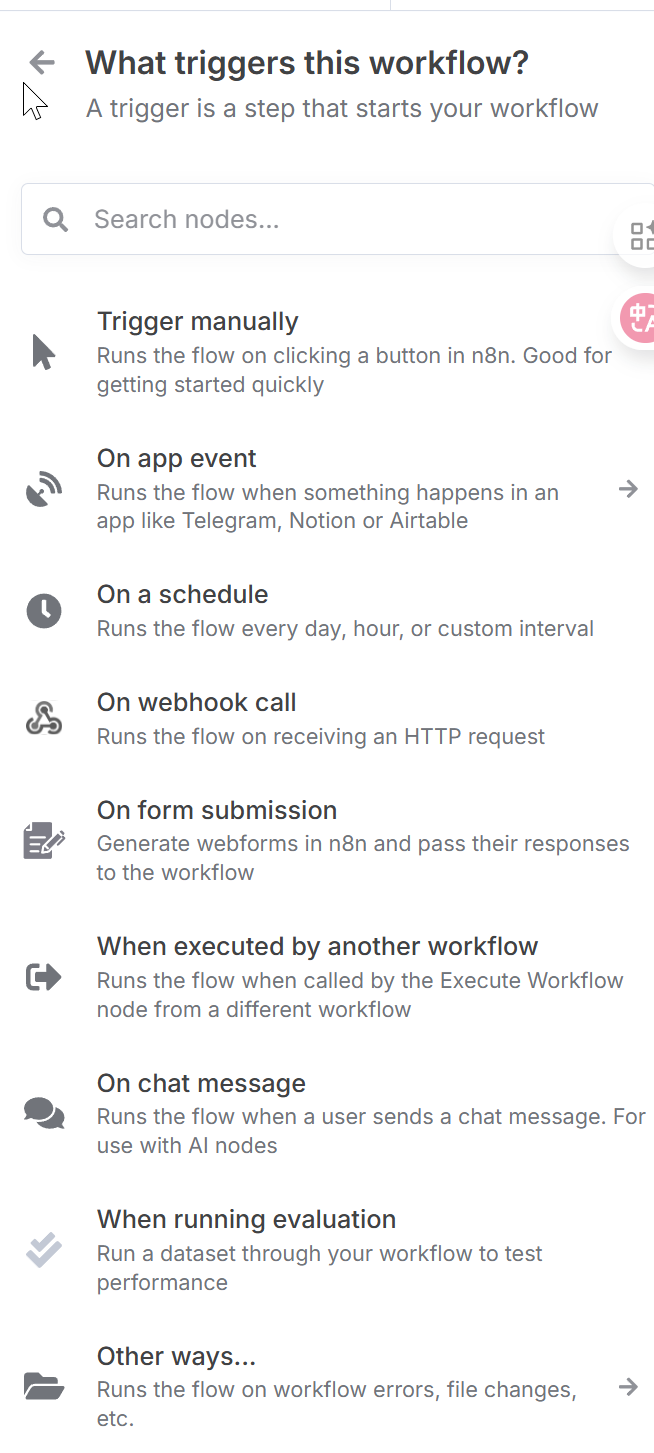 What triggers this workflow?
A trigger is a step that starts your workflow
Search nodes...
Trigger manually
Runs the flow on clicking a button in n8n. Good for
getting started quickly
On app event
Runs the flow when something happens in an
app like Telegram, Notion or Airtable
On a schedule
Runs the flow every day, hour, or custom interval
On webhook call
Runs the flow on receiving an HTTP request
On form submission
Generate webforms in n8n and pass their responses
to the workflow
When executed by another workflow
Runs the flow when called by the Execute Workflow
node from a different workflow
On chat message
Runs the flow when a user sends a chat message. For
use with AI nodes
When running evaluation
Run a dataset through your workflow to test
performance
Other ways...
Runs the flow on workflow errors, file changes,
etc.